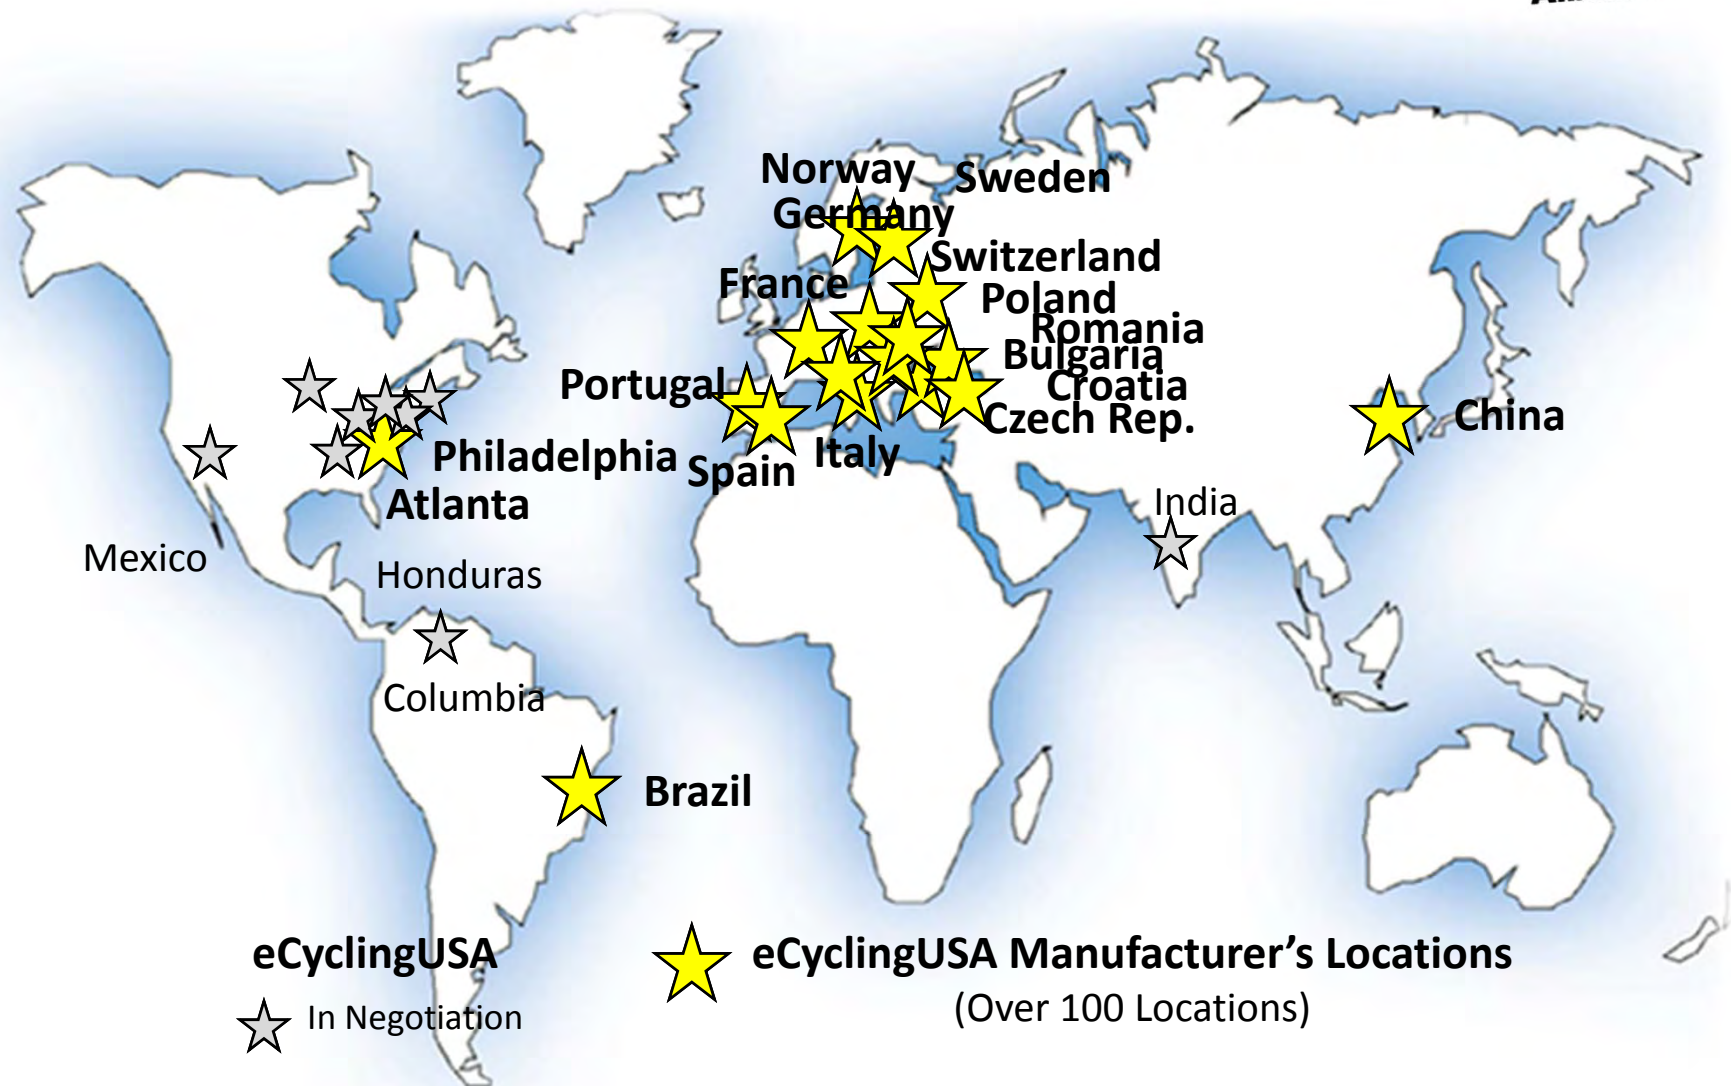 Norway
Sweden
Germany
Switzerland
France
Poland
Romania
Bulgaria
Portugal
Croatia
Czech Rep.
China
Philadelphia
Italy
Spain
Atlanta
India
Mexico
Honduras
Columbia
Brazil
eCyclingUSA
eCyclingUSA Manufacturer’s Locations
In Negotiation
(Over 100 Locations)